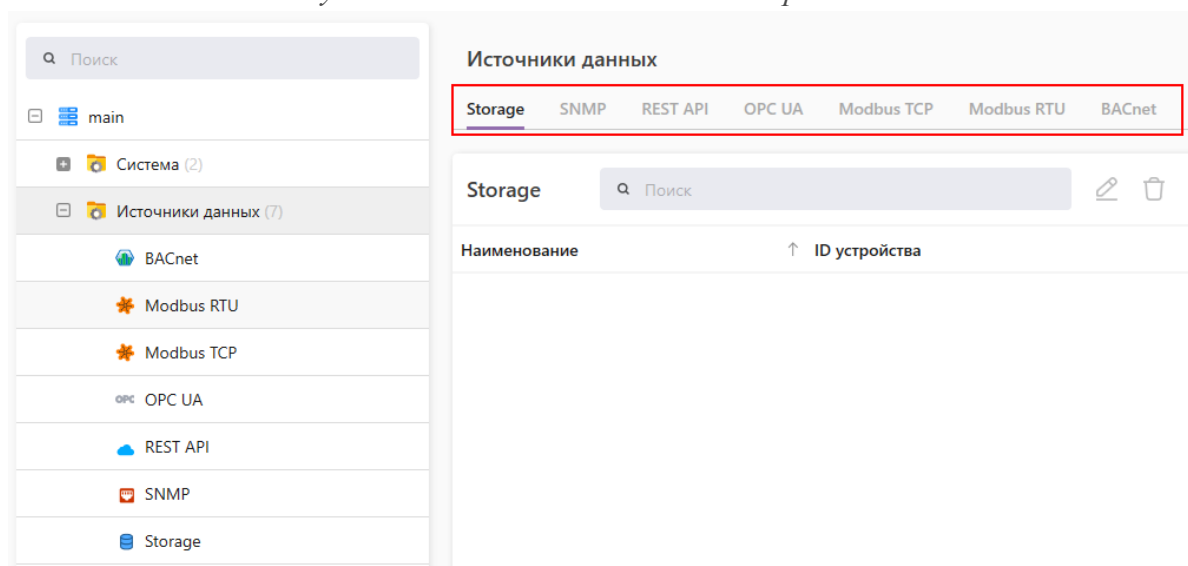 Поиск
main
Система (2)
Источники данных (7)
BACnet
Modbus RTU
Modbus TCP
OPC OPC UA
REST API
SNMP
Storage
Источники данных
Storage SNMP REST API OPC UA Modbus TCP Modbus RTU BACnet
Storage Поиск
Наименование ↑ ID устройства